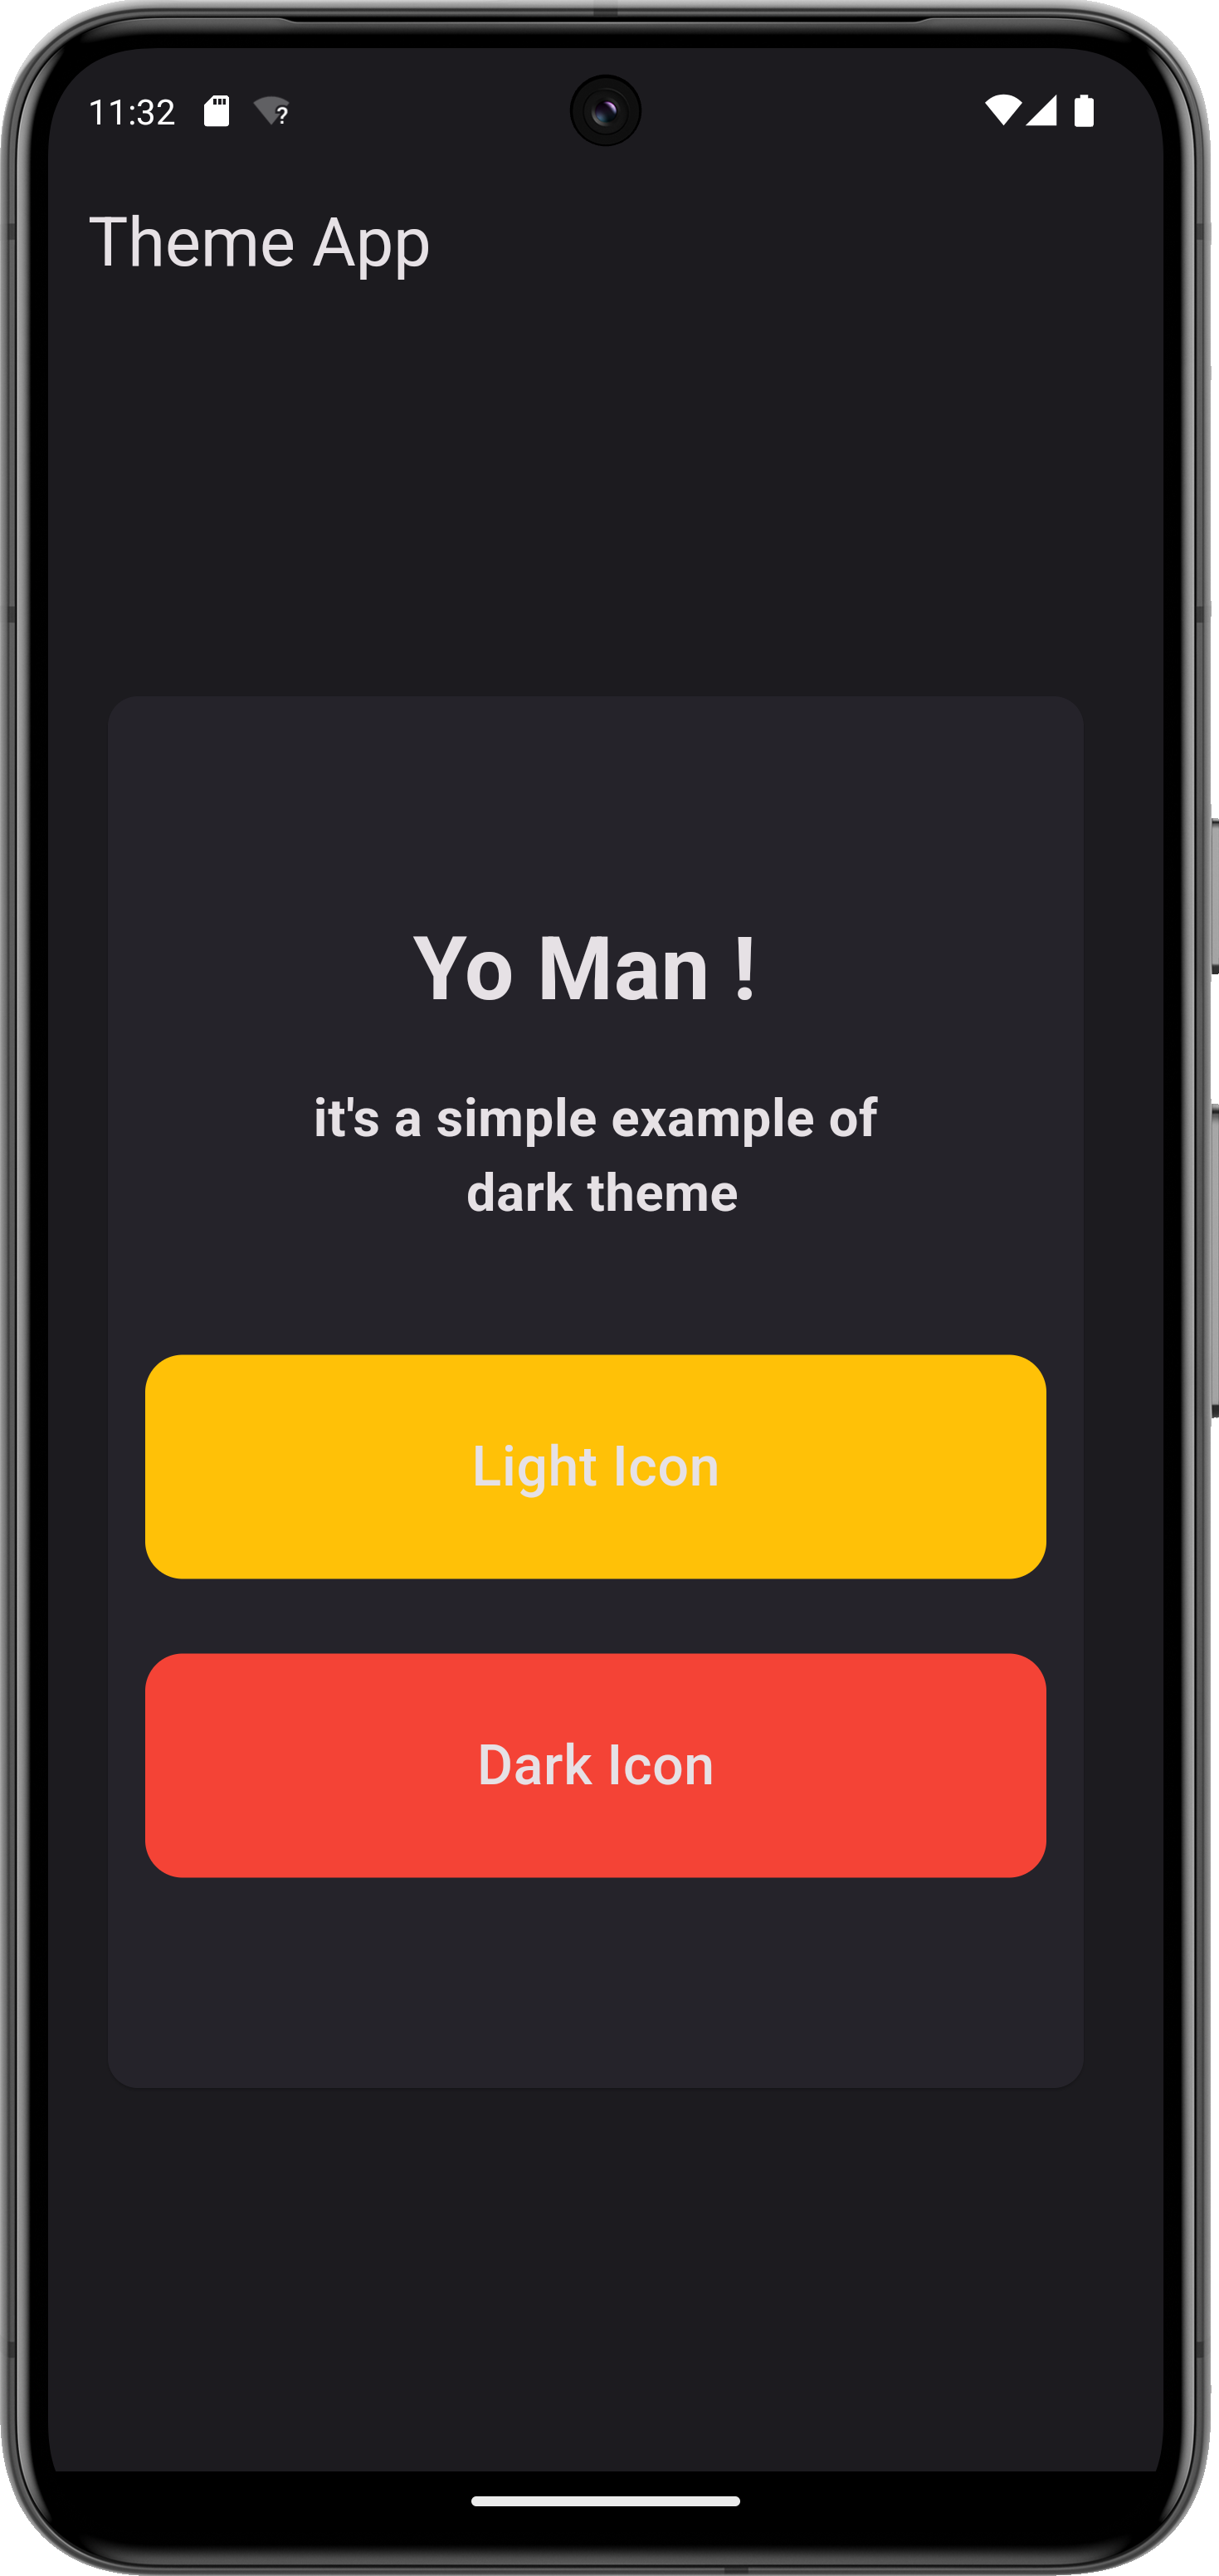 11:32
Theme App
Yo Man !
it's a simple example of
dark theme
Light Icon
Dark Icon